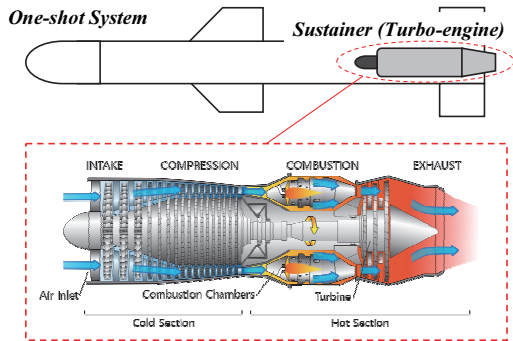 One-shot System
Sustainer (Turbo-engine)
INTAKE COMPRESSION COMBUSTION EXHAUST
Air Inlet Combustion Chambers Turbine
Cold Section Hot Section